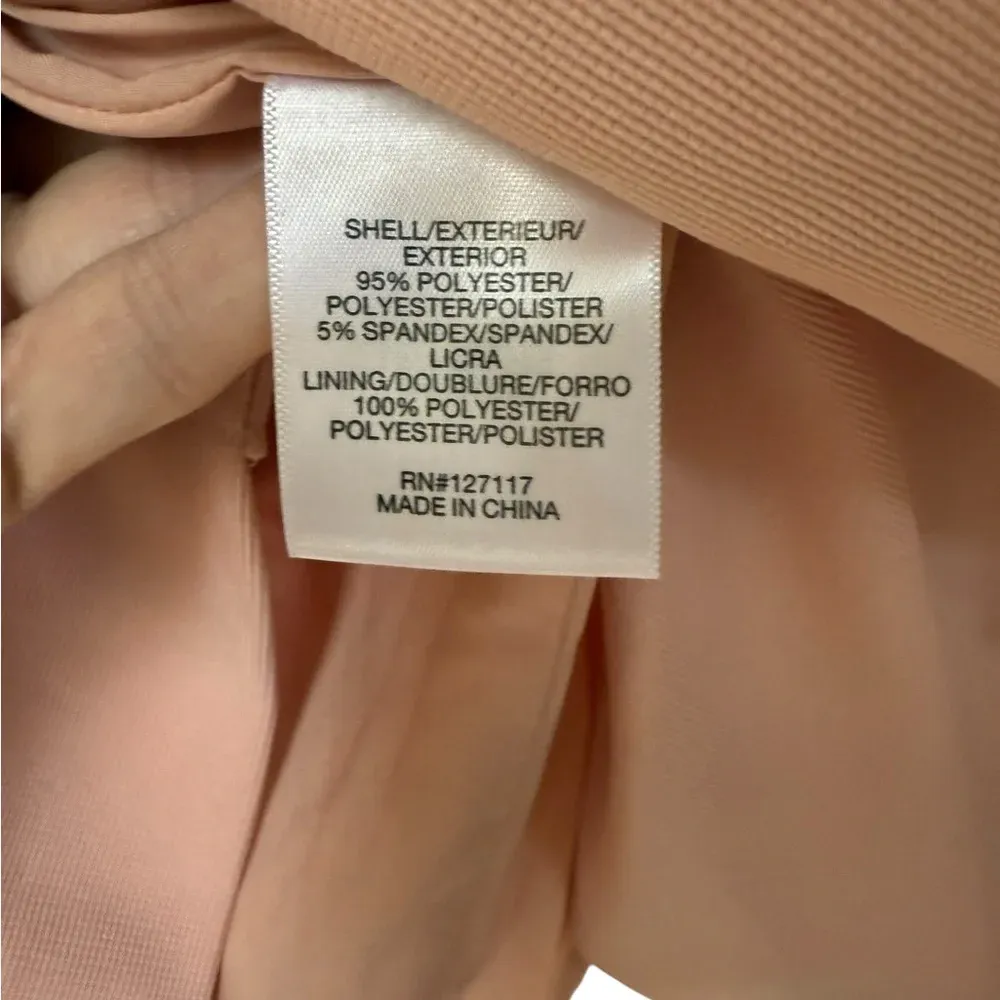 SHELL/EXTERIEUR/
EXTERIOR
95% POLYESTER/
POLYESTER/POLISTER
5% SPANDEX/SPANDEX/
LICRA
LINING/DOUBLURE/FORRO
100% POLYESTER/
POLYESTER/POLISTER
RN#127117
MADE IN CHINA